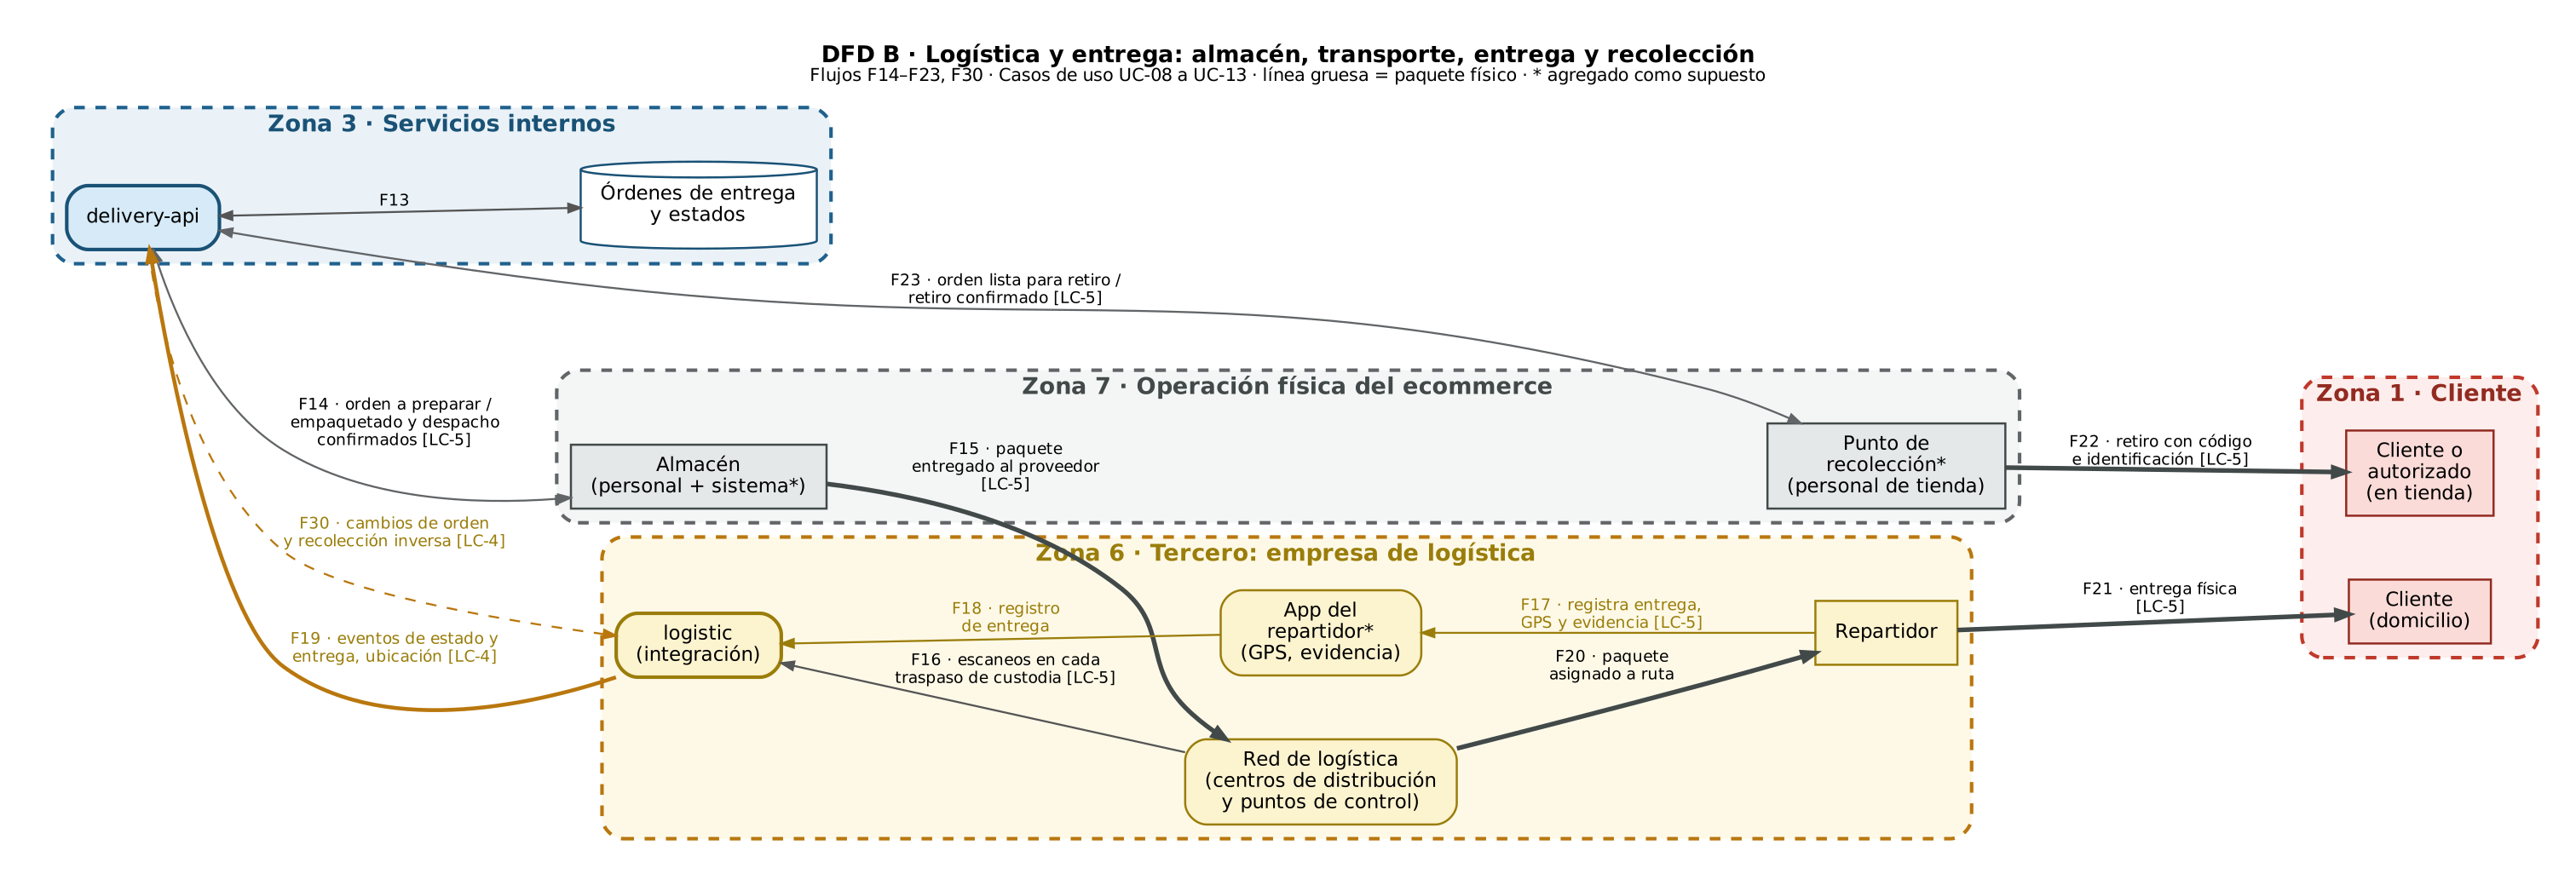 DFD B · Logística y entrega: almacén, transporte, entrega y recolección
Flujos F14–F23, F30 · Casos de uso UC-08 a UC-13 · línea gruesa = paquete físico · * agregado como supuesto
Zona 3 · Servicios internos
delivery-api
F13
Órdenes de entrega
y estados
F23 · orden lista para retiro /
retiro confirmado [LC-5]
F14 · orden a preparar /
empaquetado y despacho
confirmados [LC-5]
F30 · cambios de orden
y recolección inversa [LC-4]
F19 · eventos de estado y
entrega, ubicación [LC-4]
Zona 7 · Operación física del ecommerce
Almacén
(personal + sistema*)
F15 · paquete
entregado al proveedor
[LC-5]
Punto de
recolección*
(personal de tienda)
F22 · retiro con código
e identificación [LC-5]
Zona 1 · Cliente
Cliente o
autorizado
(en tienda)
Cliente
(domicilio)
F21 · entrega física
[LC-5]
Zona 6 · Tercero: empresa de logística
logistic
(integración)
F18 · registro
de entrega
App del
repartidor*
(GPS, evidencia)
F17 · registra entrega,
GPS y evidencia [LC-5]
Repartidor
F16 · escaneos en cada
traspaso de custodia [LC-5]
F20 · paquete
asignado a ruta
Red de logística
(centros de distribución
y puntos de control)